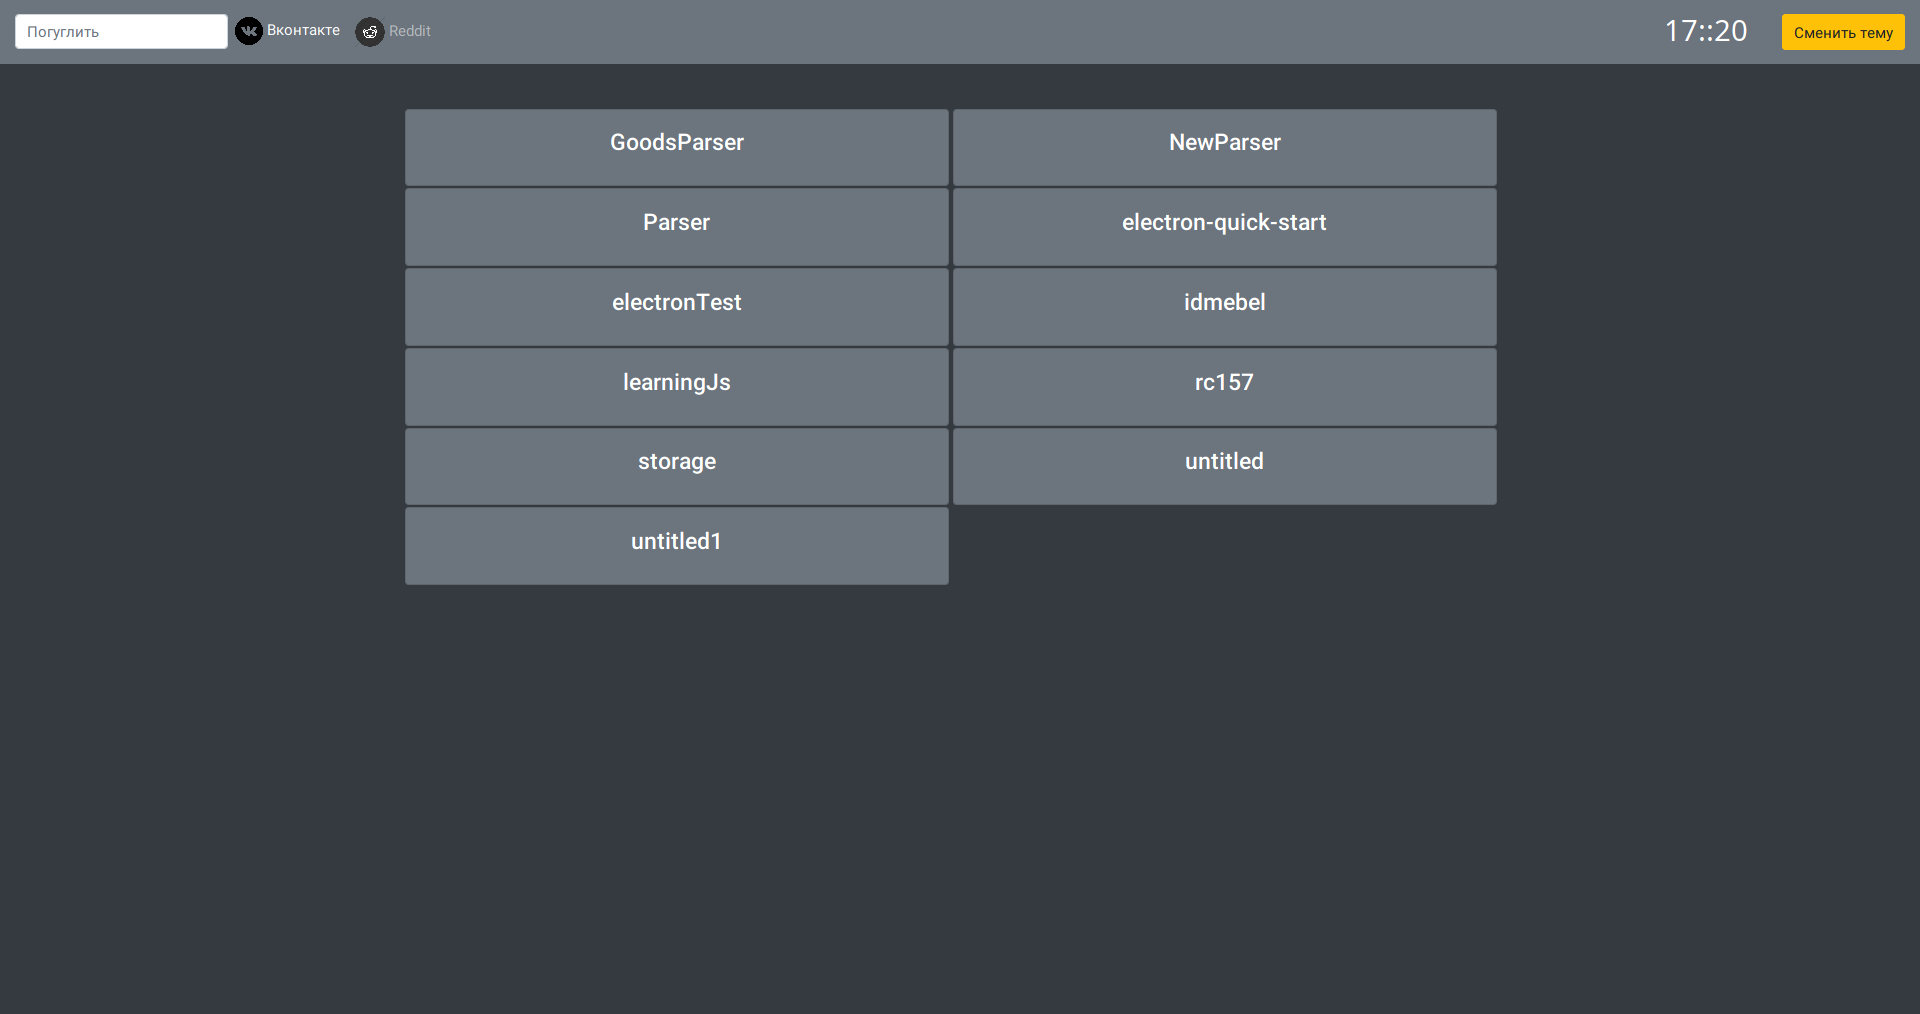 Погуглить
Вконтакте
Reddit
17::20
Сменить тему
GoodsParser
NewParser
Parser
electron-quick-start
electronTest
idmebel
learningJs
rc157
storage
untitled
untitled1